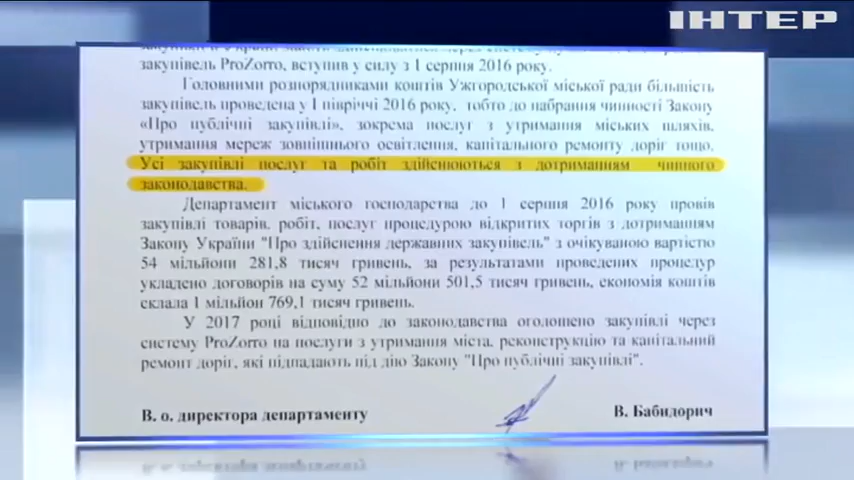 ІНТЕР
закупівель ProZorro, вступив у силу з 1 серпня 2016 року.
Головними розпорядниками коштів Ужгородської міської ради більшість
закупівель проведена у І півріччі 2016 року, тобто до набрання чинності Закону
«Про публічні закупівлі», зокрема послуг з утримання міських шляхів,
утримання мереж зовнішнього освітлення, капітального ремонту доріг тощо.
Усі закупівлі послуг та робіт здійснюються з дотриманням чинного
законодавства.
Департамент міського господарства до 1 серпня 2016 року провів
закупівлі товарів, робіт, послуг процедурою відкритих торгів з дотриманням
Закону України "Про здійснення державних закупівель" з очікуваною вартістю
54 мільйони 281,8 тисяч гривень, за результатами проведених процедур
укладено договорів на суму 52 мільйони 501,5 тисяч гривень, економія коштів
склала 1 мільйон 769,1 тисяч гривень.
У 2017 році відповідно до законодавства оголошено закупівлі через
систему ProZorro на послуги з утримання міста, реконструкцію та капітальний
ремонт доріг, які підпадають під дію Закону "Про публічні закупівлі".
В. о. директора департаменту В. Бабидорич